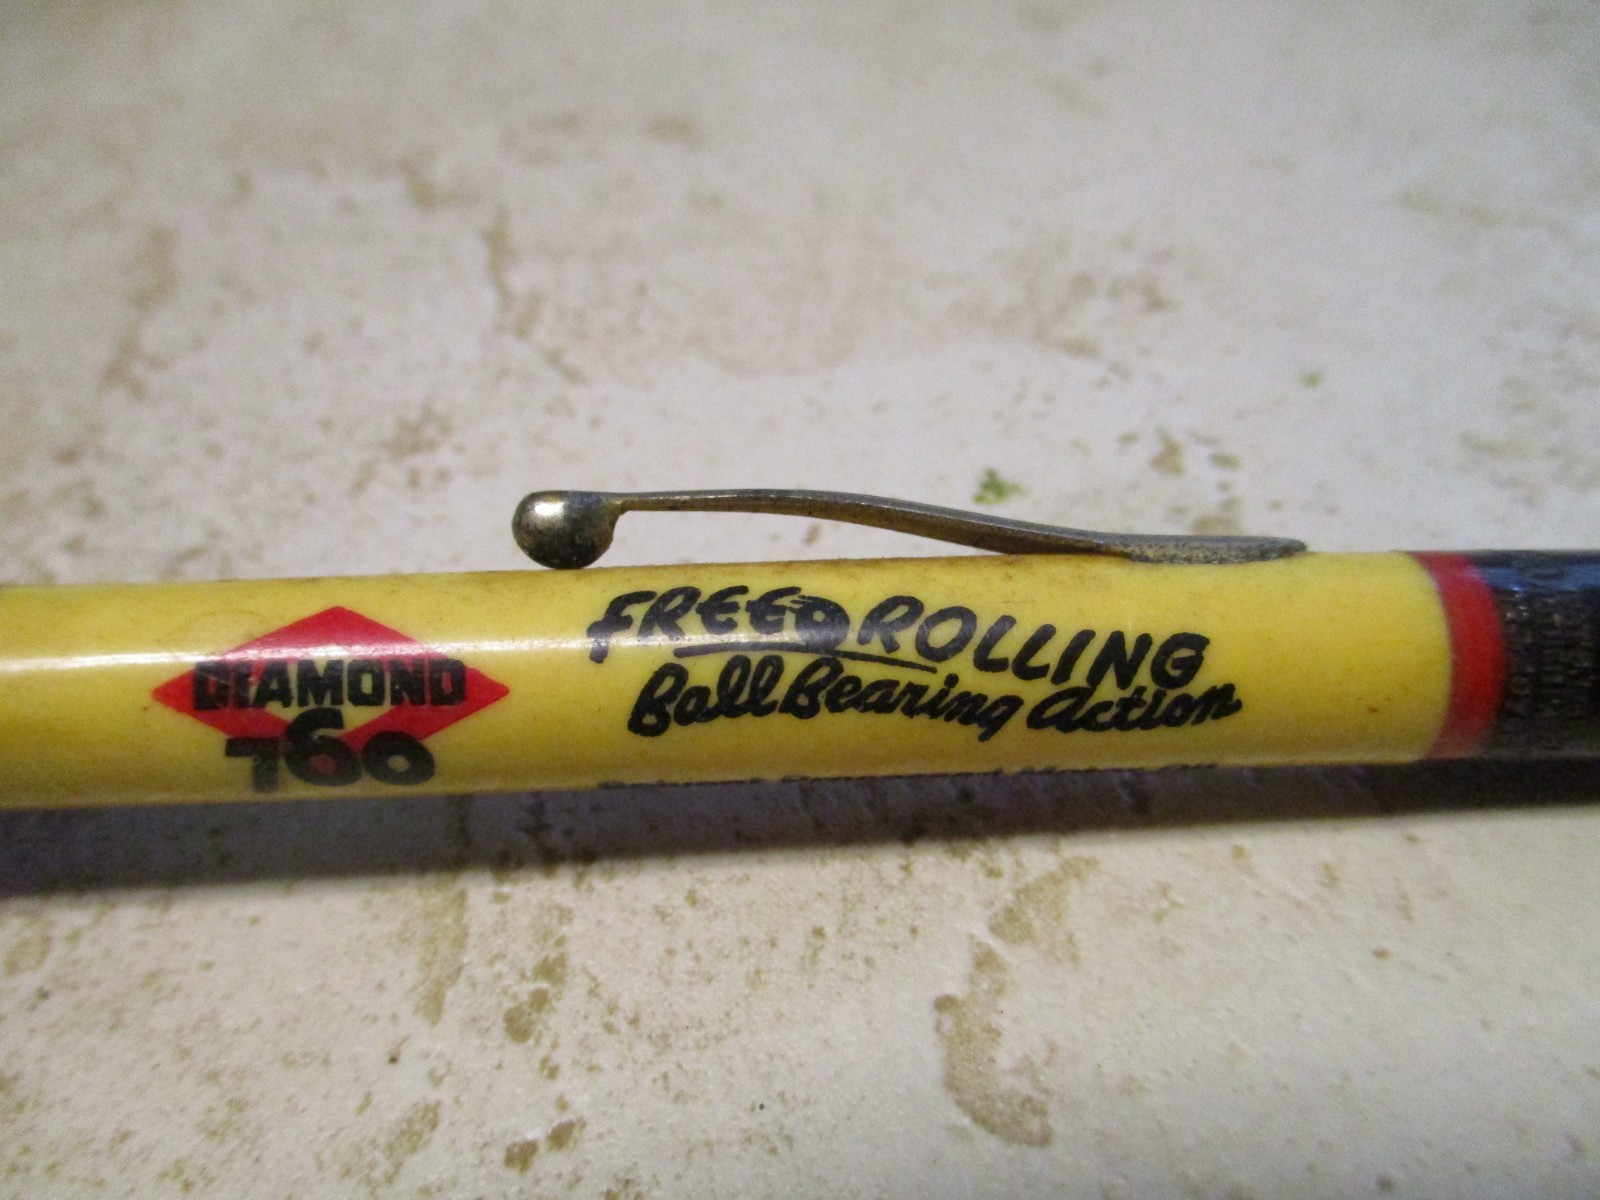 DIAMOND
760
FREED ROLLING
Ball Bearing Action